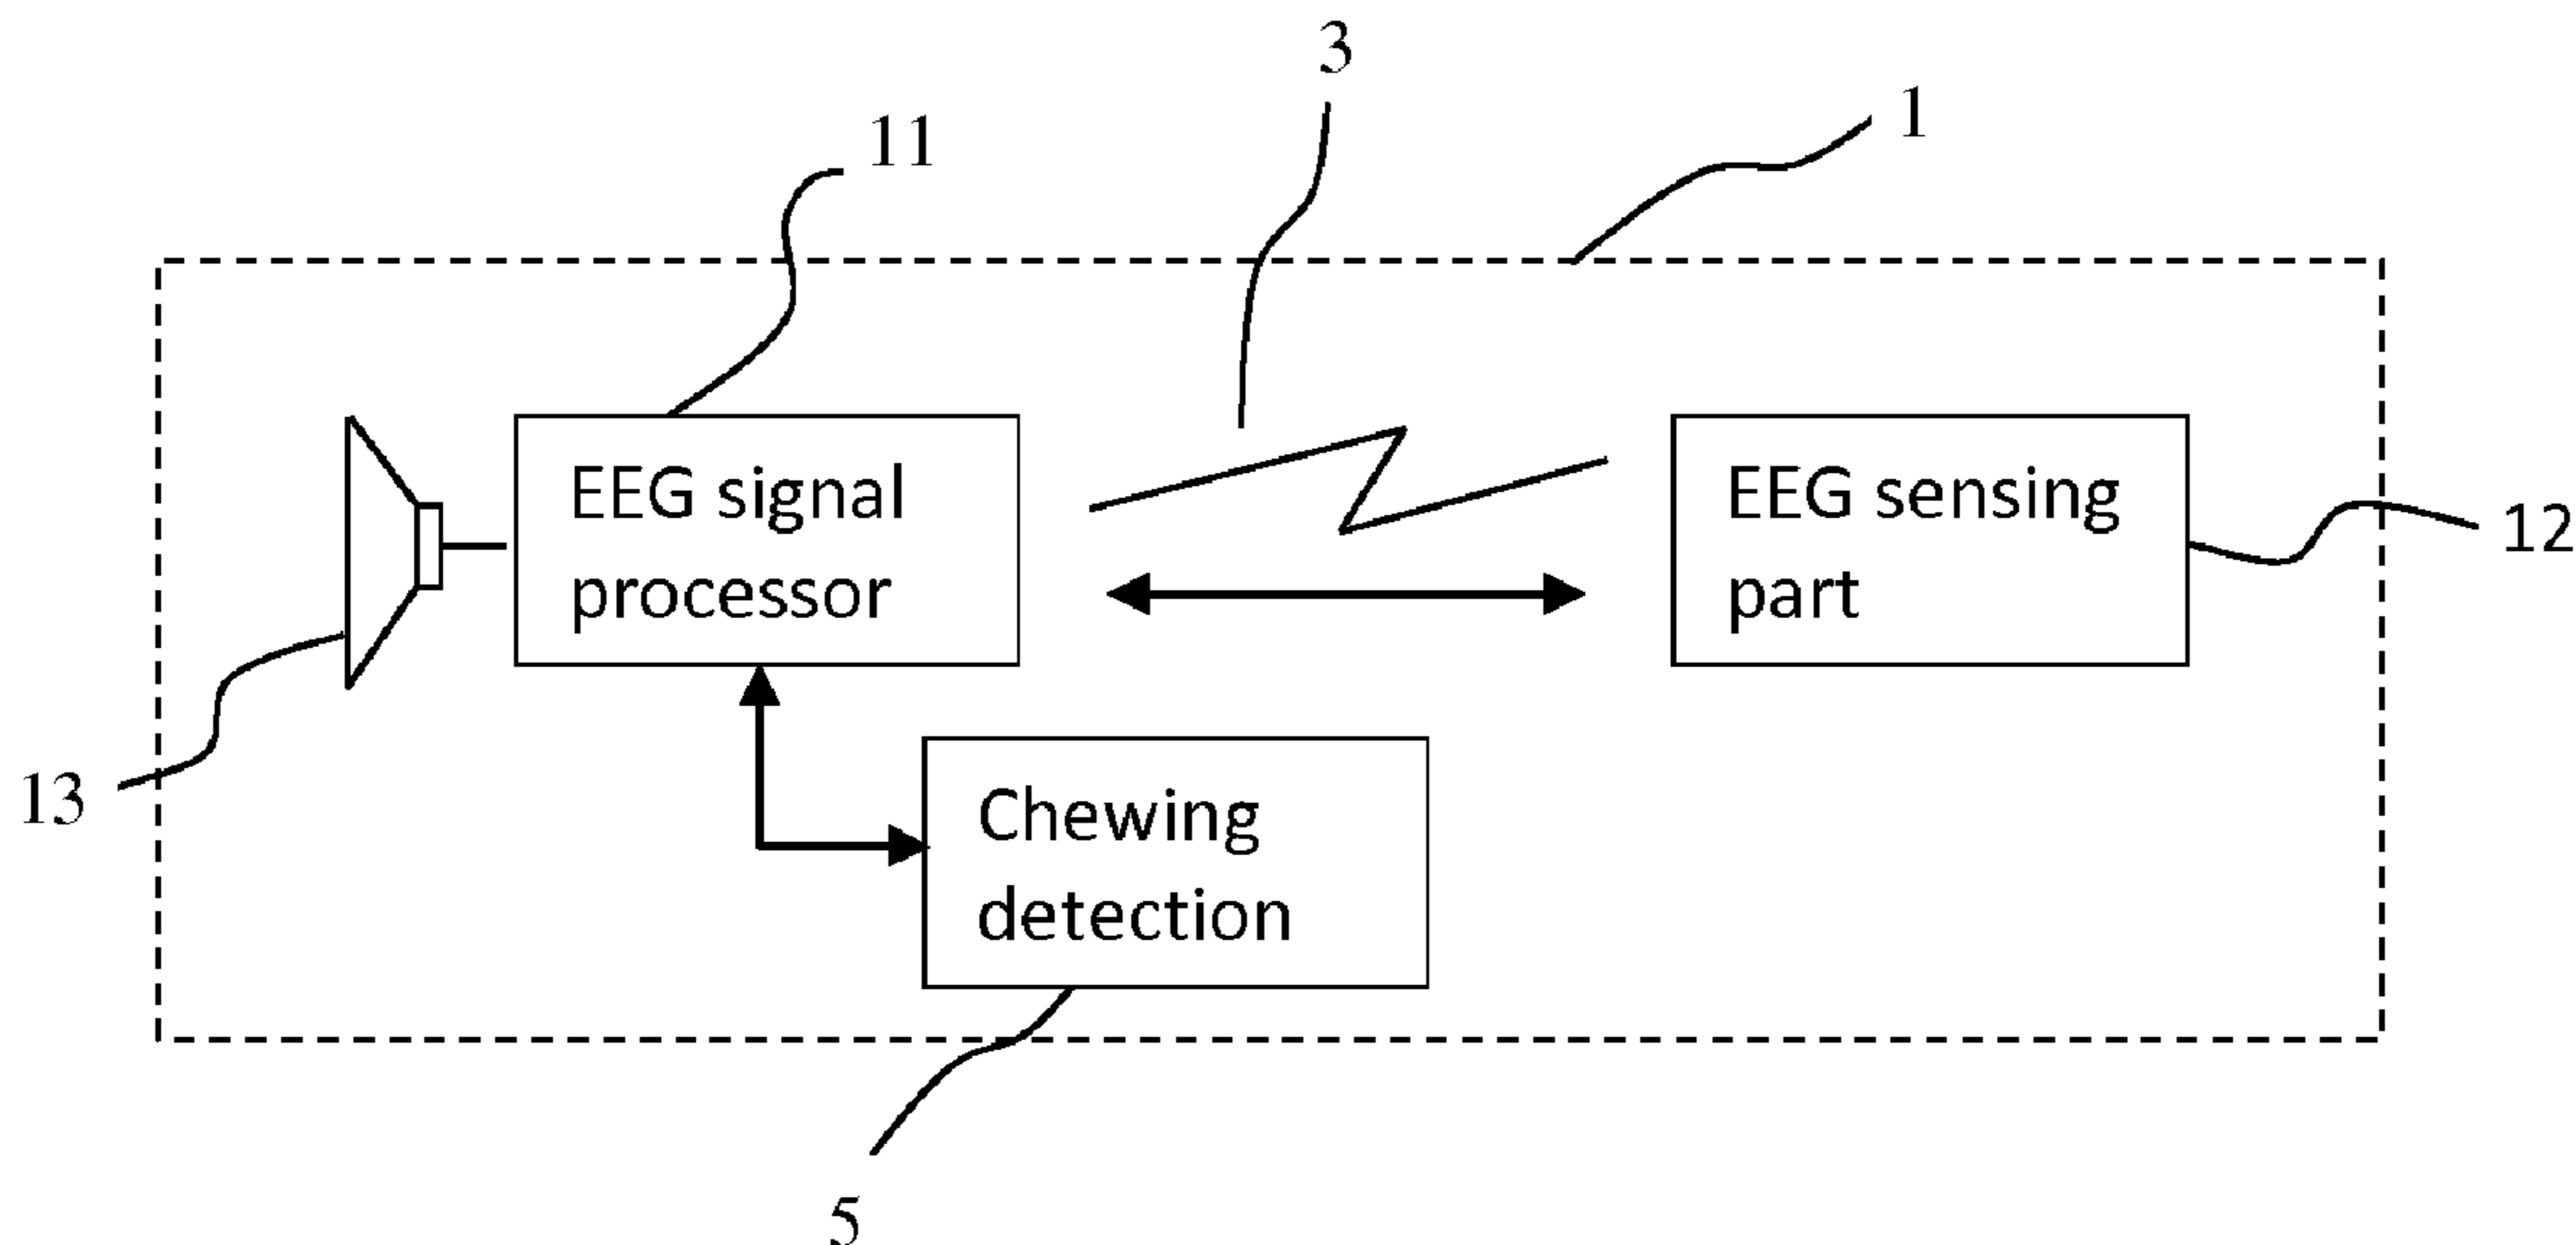 3
1
11
EEG signal
processor
EEG sensing
part
12
13
Chewing
detection
5